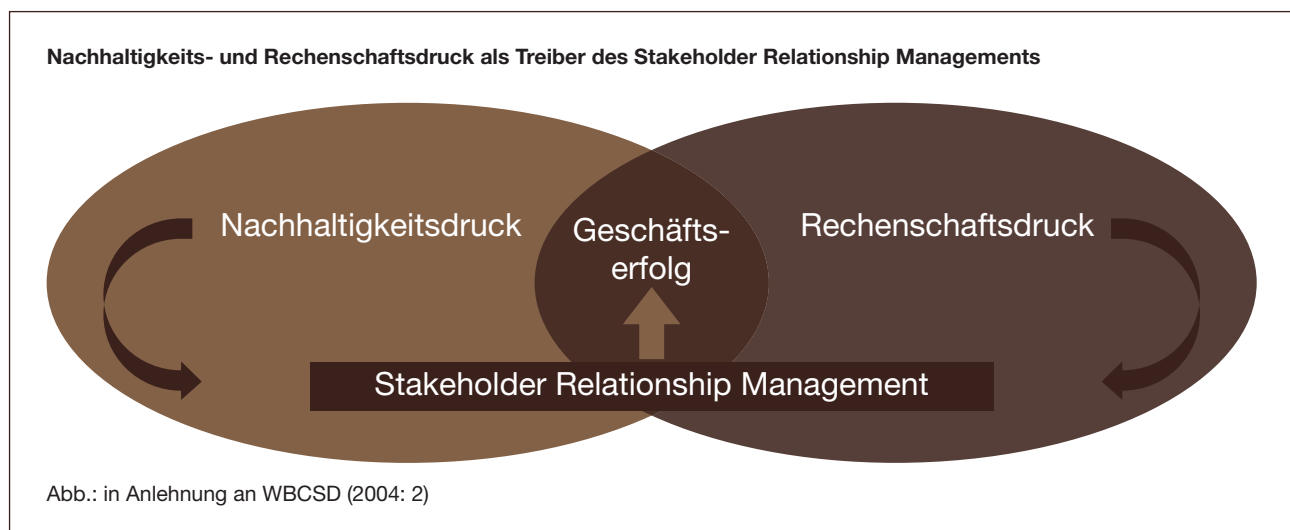 Nachhaltigkeits- und Rechenschaftsdruck als Treiber des Stakeholder Relationship Managements
Nachhaltigkeitsdruck
Geschäfts-
erfolg
Rechenschaftsdruck
Stakeholder Relationship Management
Abb.: in Anlehnung an WBCSD (2004: 2)